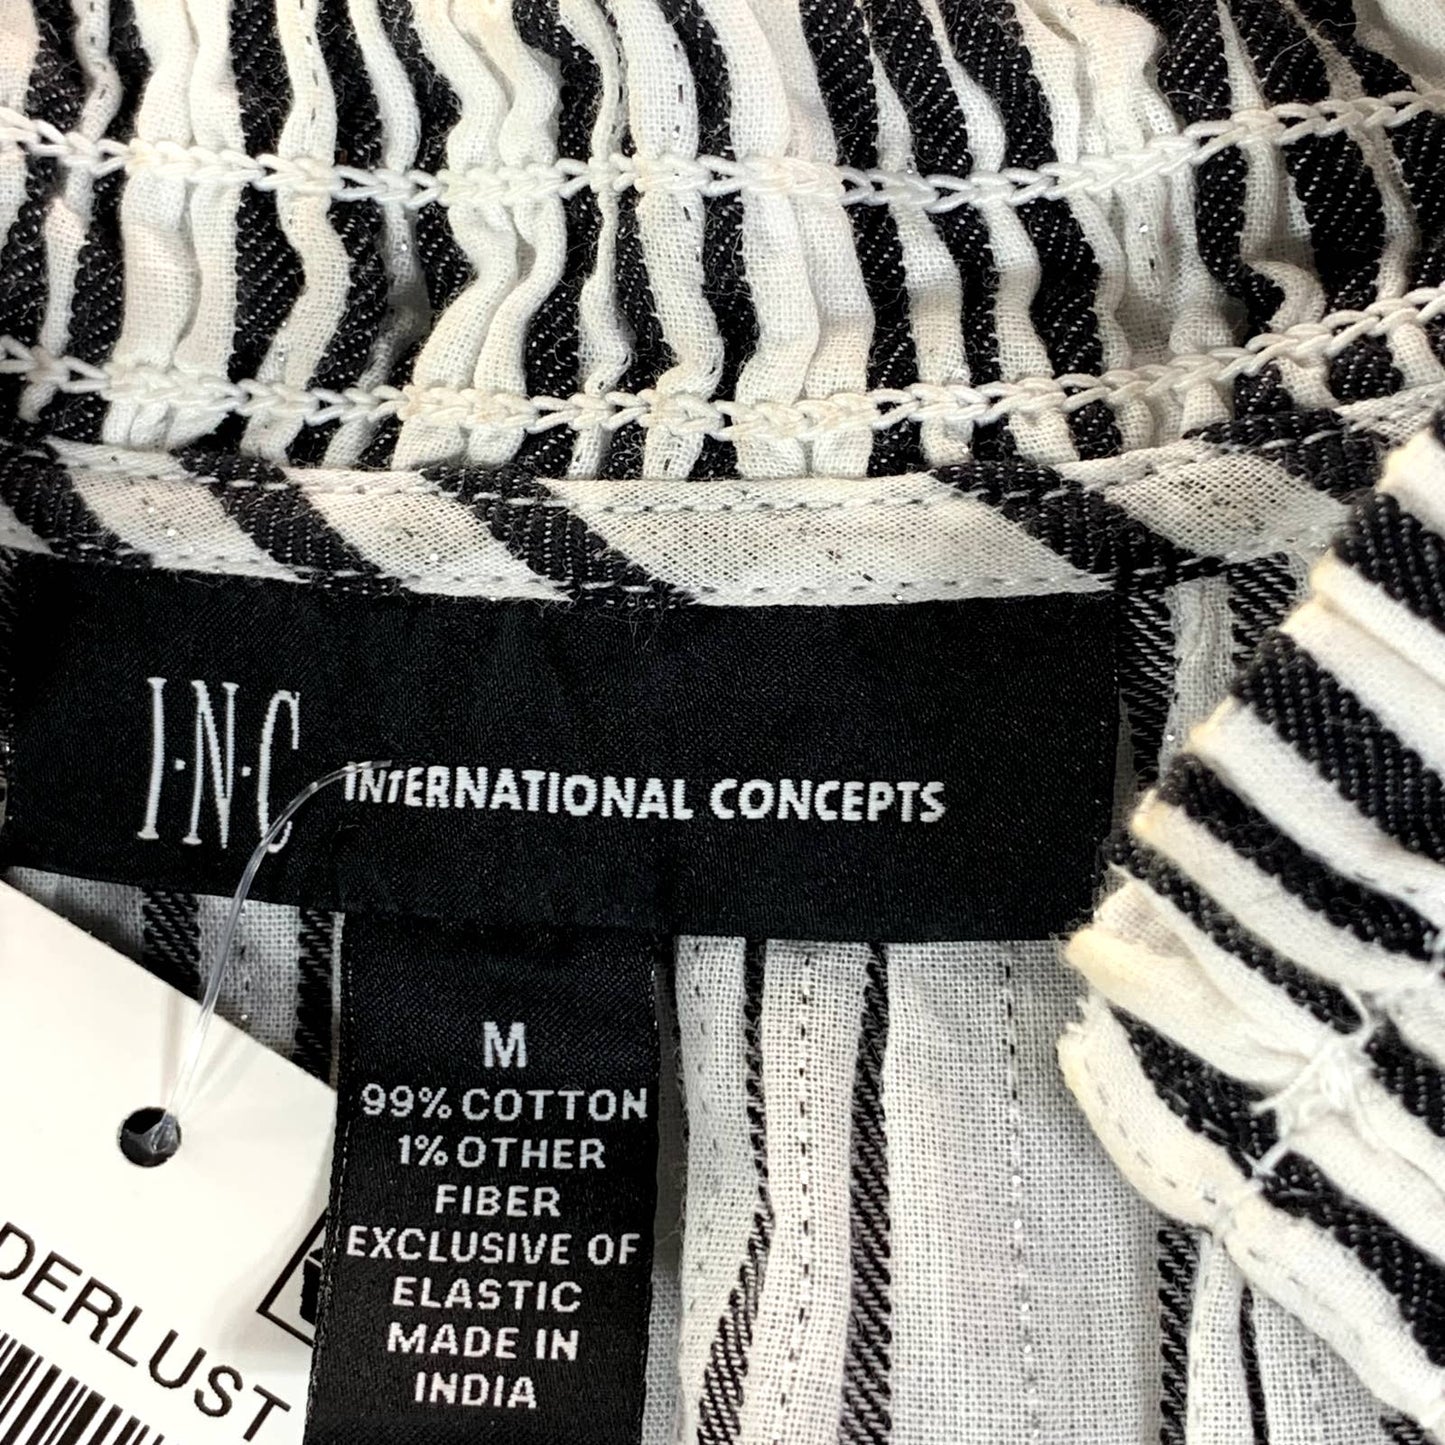 I·N·C INTERNATIONAL CONCEPTS
M
99% COTTON
1% OTHER
FIBER
EXCLUSIVE OF
ELASTIC
MADE IN
INDIA
DERLUST